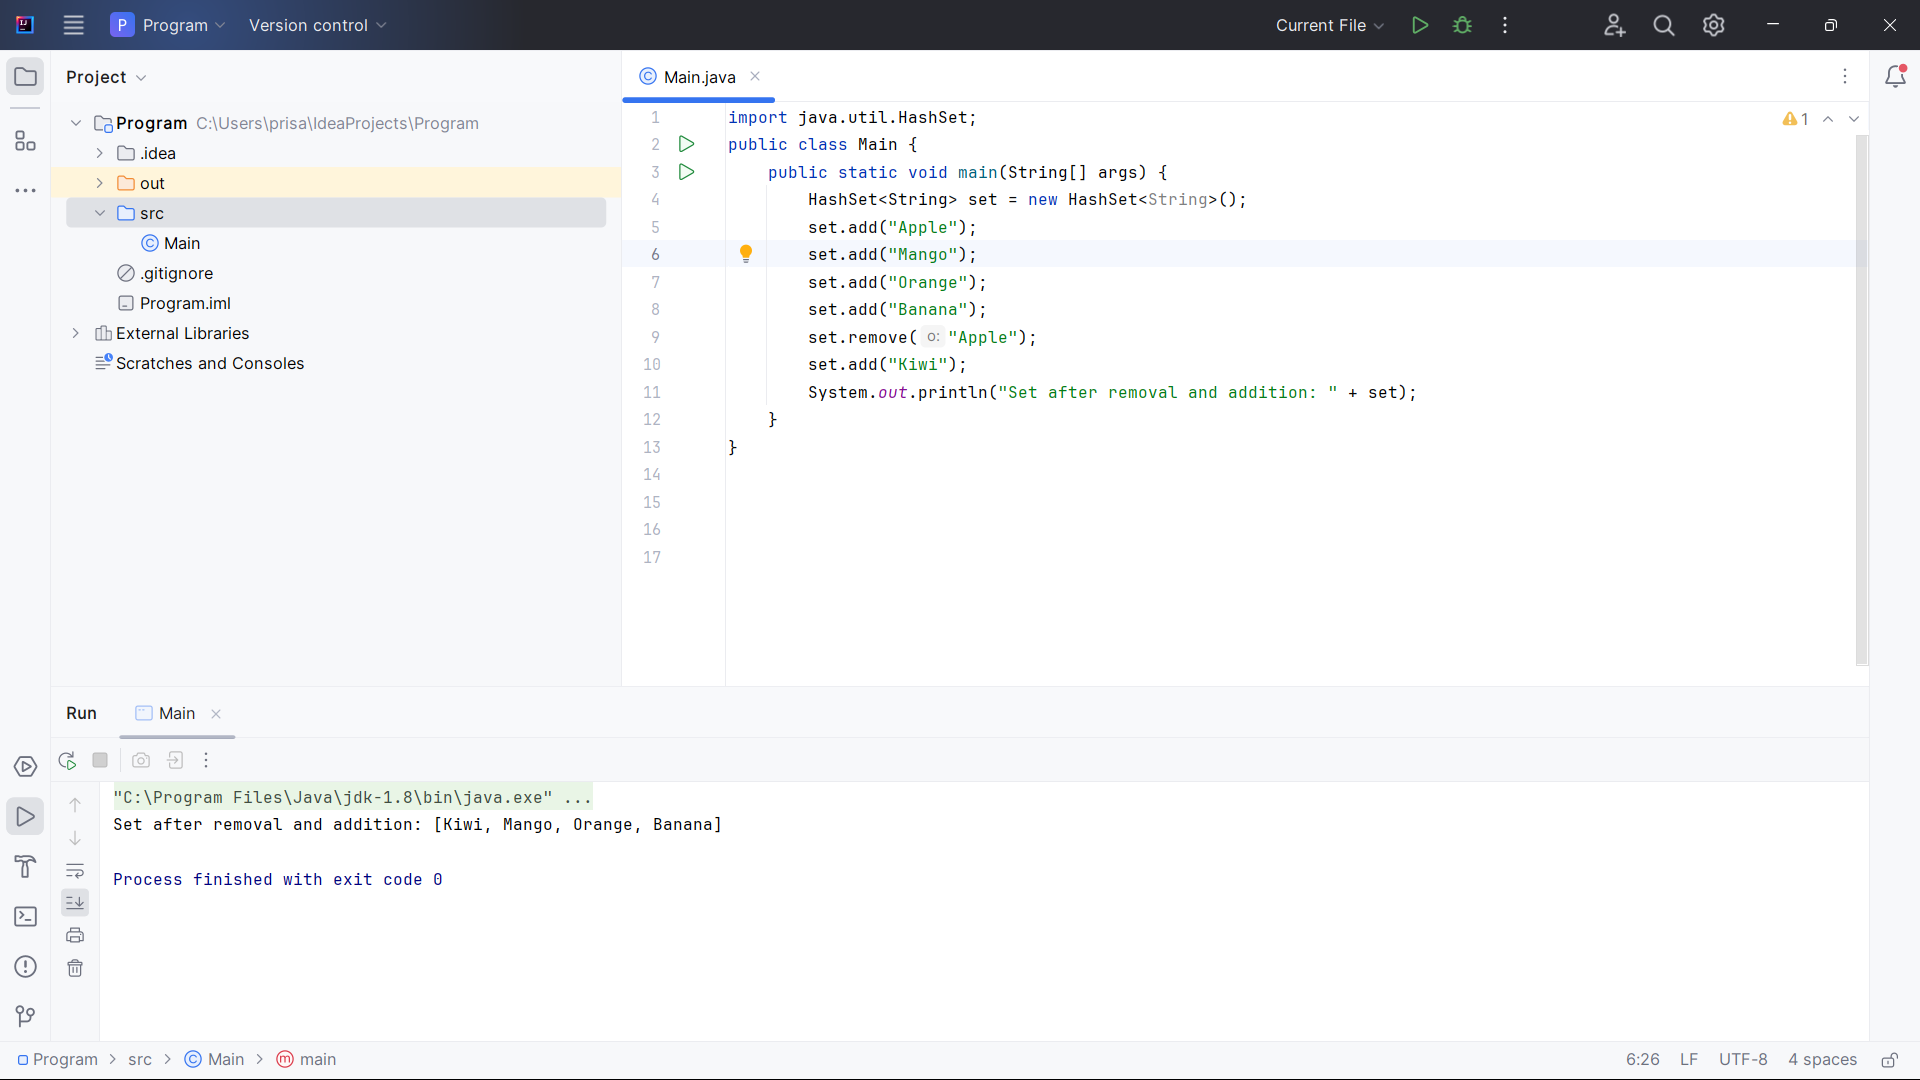 Program Version control Current File
Project
Main.java
Program C:\Users\prisa\IdeaProjects\Program
.idea
out
src
Main
.gitignore
Program.iml
External Libraries
Scratches and Consoles
1 import java.util.HashSet;
2 public class Main {
3 public static void main(String[] args) {
4 HashSet<String> set = new HashSet<String>();
5 set.add("Apple");
6 set.add("Mango");
7 set.add("Orange");
8 set.add("Banana");
9 set.remove( o: "Apple");
10 set.add("Kiwi");
11 System.out.println("Set after removal and addition: " + set);
12 }
13 }
14
15
16
17
1
Run Main
"C:\Program Files\Java\jdk-1.8\bin\java.exe" ...
Set after removal and addition: [Kiwi, Mango, Orange, Banana]
Process finished with exit code 0
Program > src > Main > main 6:26 LF UTF-8 4 spaces